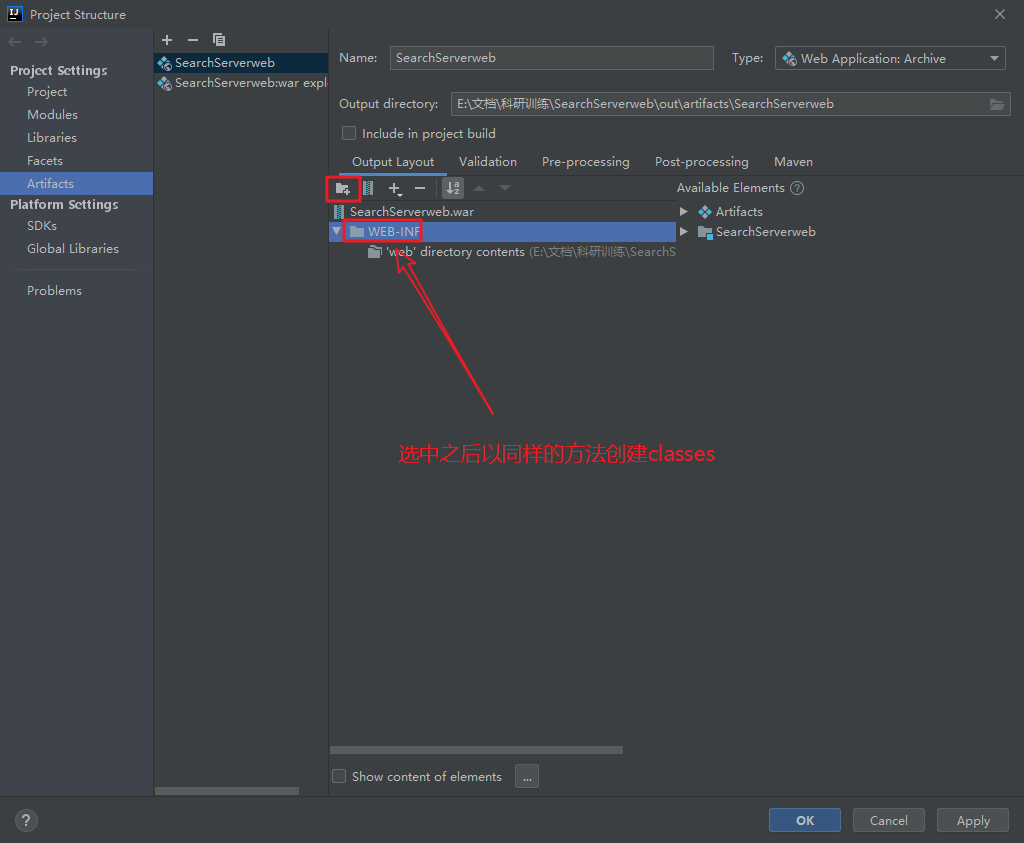 Project Structure
Project Settings
Project
Modules
Libraries
Facets
Artifacts
Platform Settings
SDKs
Global Libraries
Problems
SearchServerweb
SearchServerweb:war expl
Name: SearchServerweb Type: Web Application: Archive
Output directory: E:\文档\科研训练\SearchServerweb\out\artifacts\SearchServerweb
Include in project build
Output Layout Validation Pre-processing Post-processing Maven
Available Elements ?
SearchServerweb.war
WEB-INF
'web' directory contents (E:\文档\科研训练\SearchS
Artifacts
SearchServerweb
选中之后以同样的方法创建classes
Show content of elements ...
? OK Cancel Apply